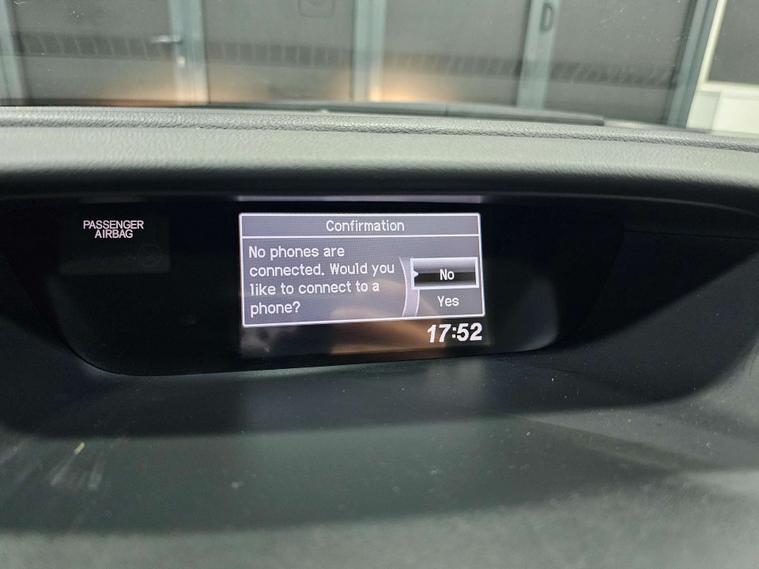 PASSENGER
AIRBAG
Confirmation
No phones are
connected. Would you
like to connect to a
phone?
No
Yes
17:52